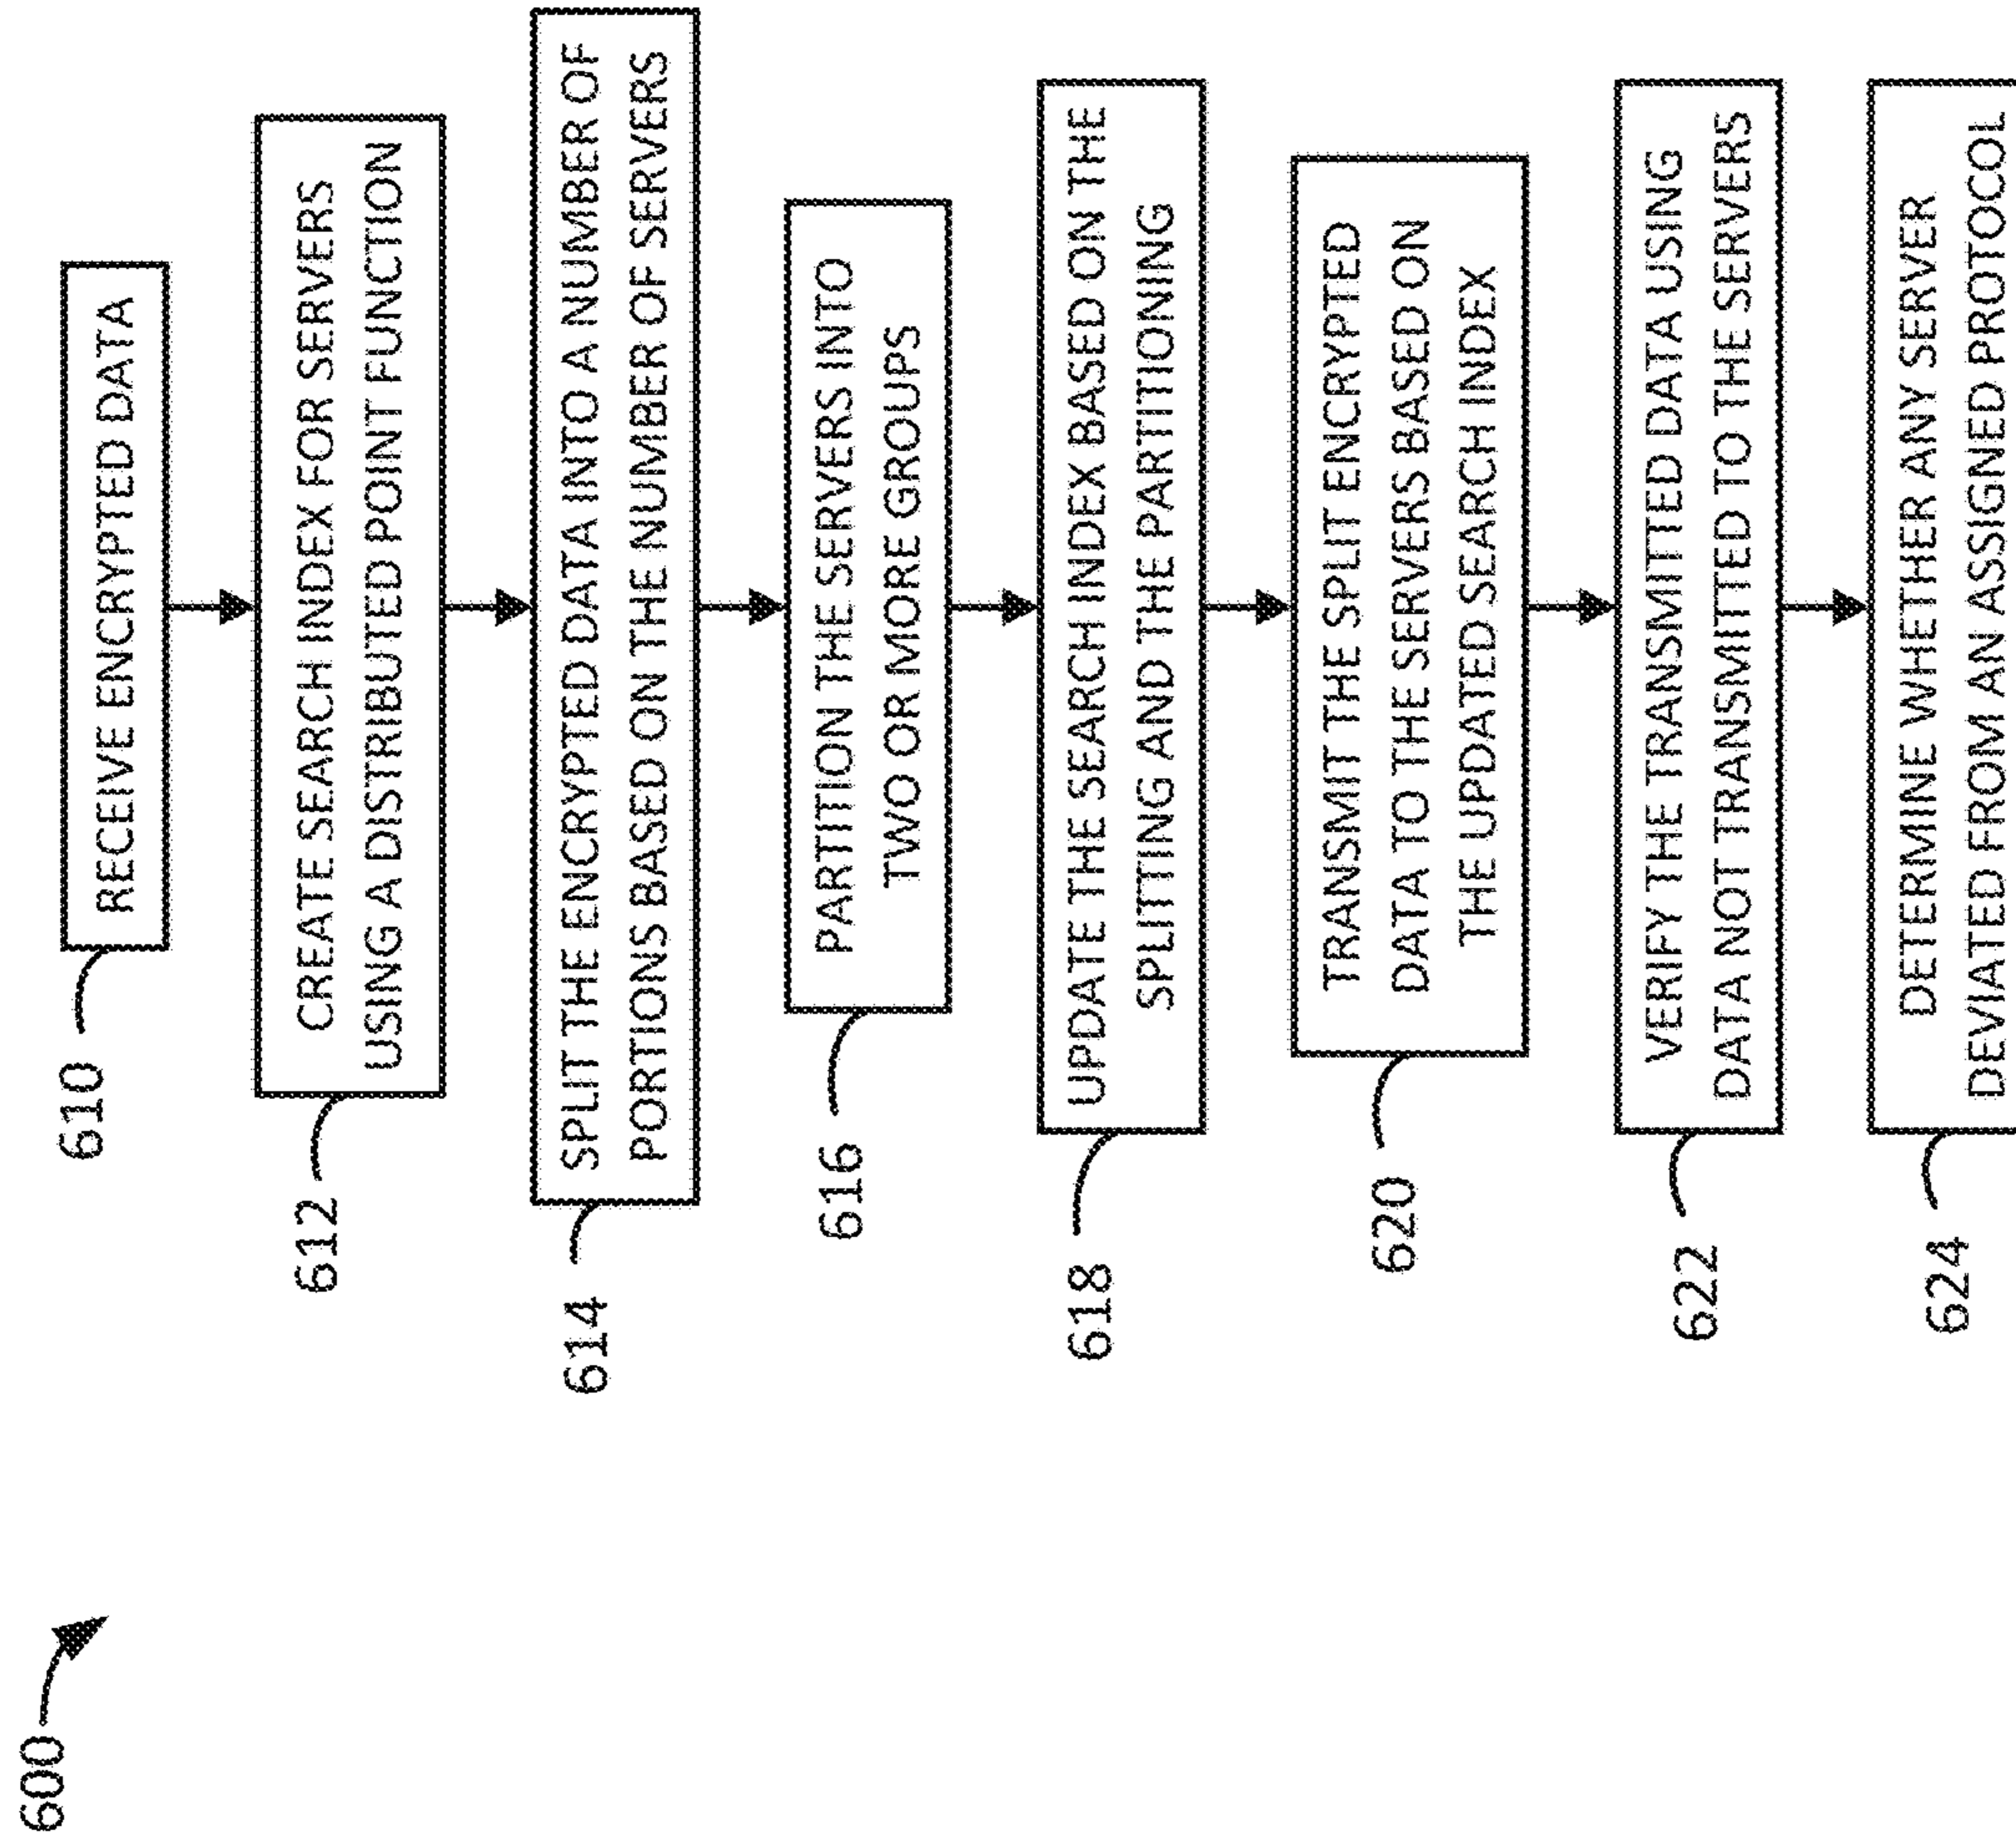 600
610
RECEIVE ENCRYPTED DATA
612
CREATE SEARCH INDEX FOR SERVERS
USING A DISTRIBUTED POINT FUNCTION
614
SPLIT THE ENCRYPTED DATA INTO A NUMBER OF
PORTIONS BASED ON THE NUMBER OF SERVERS
616
PARTITION THE SERVERS INTO
TWO OR MORE GROUPS
618
UPDATE THE SEARCH INDEX BASED ON THE
SPLITTING AND THE PARTITIONING
620
TRANSMIT THE SPLIT ENCRYPTED
DATA TO THE SERVERS BASED ON
THE UPDATED SEARCH INDEX
622
VERIFY THE TRANSMITTED DATA USING
DATA NOT TRANSMITTED TO THE SERVERS
624
DETERMINE WHETHER ANY SERVER
DEVIATED FROM AN ASSIGNED PROTOCOL